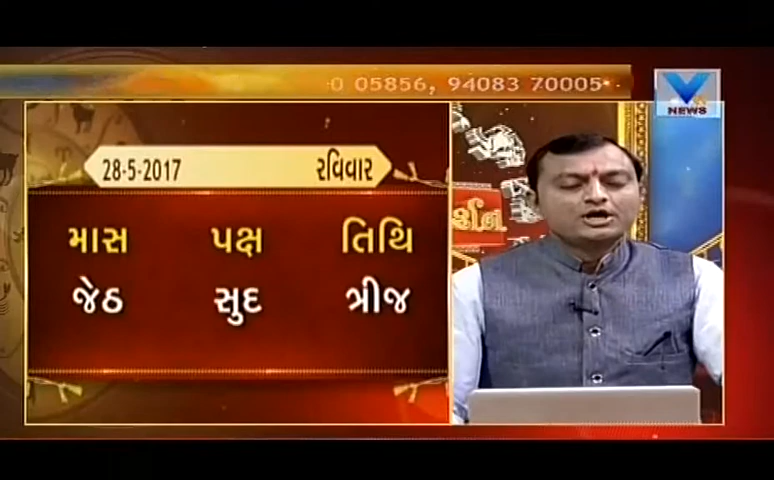 0 05856, 94083 70005
V
NEWS
28-5-2017 રવિવાર
માસ પક્ષ તિથિ
જેઠ સુદ ત્રીજ